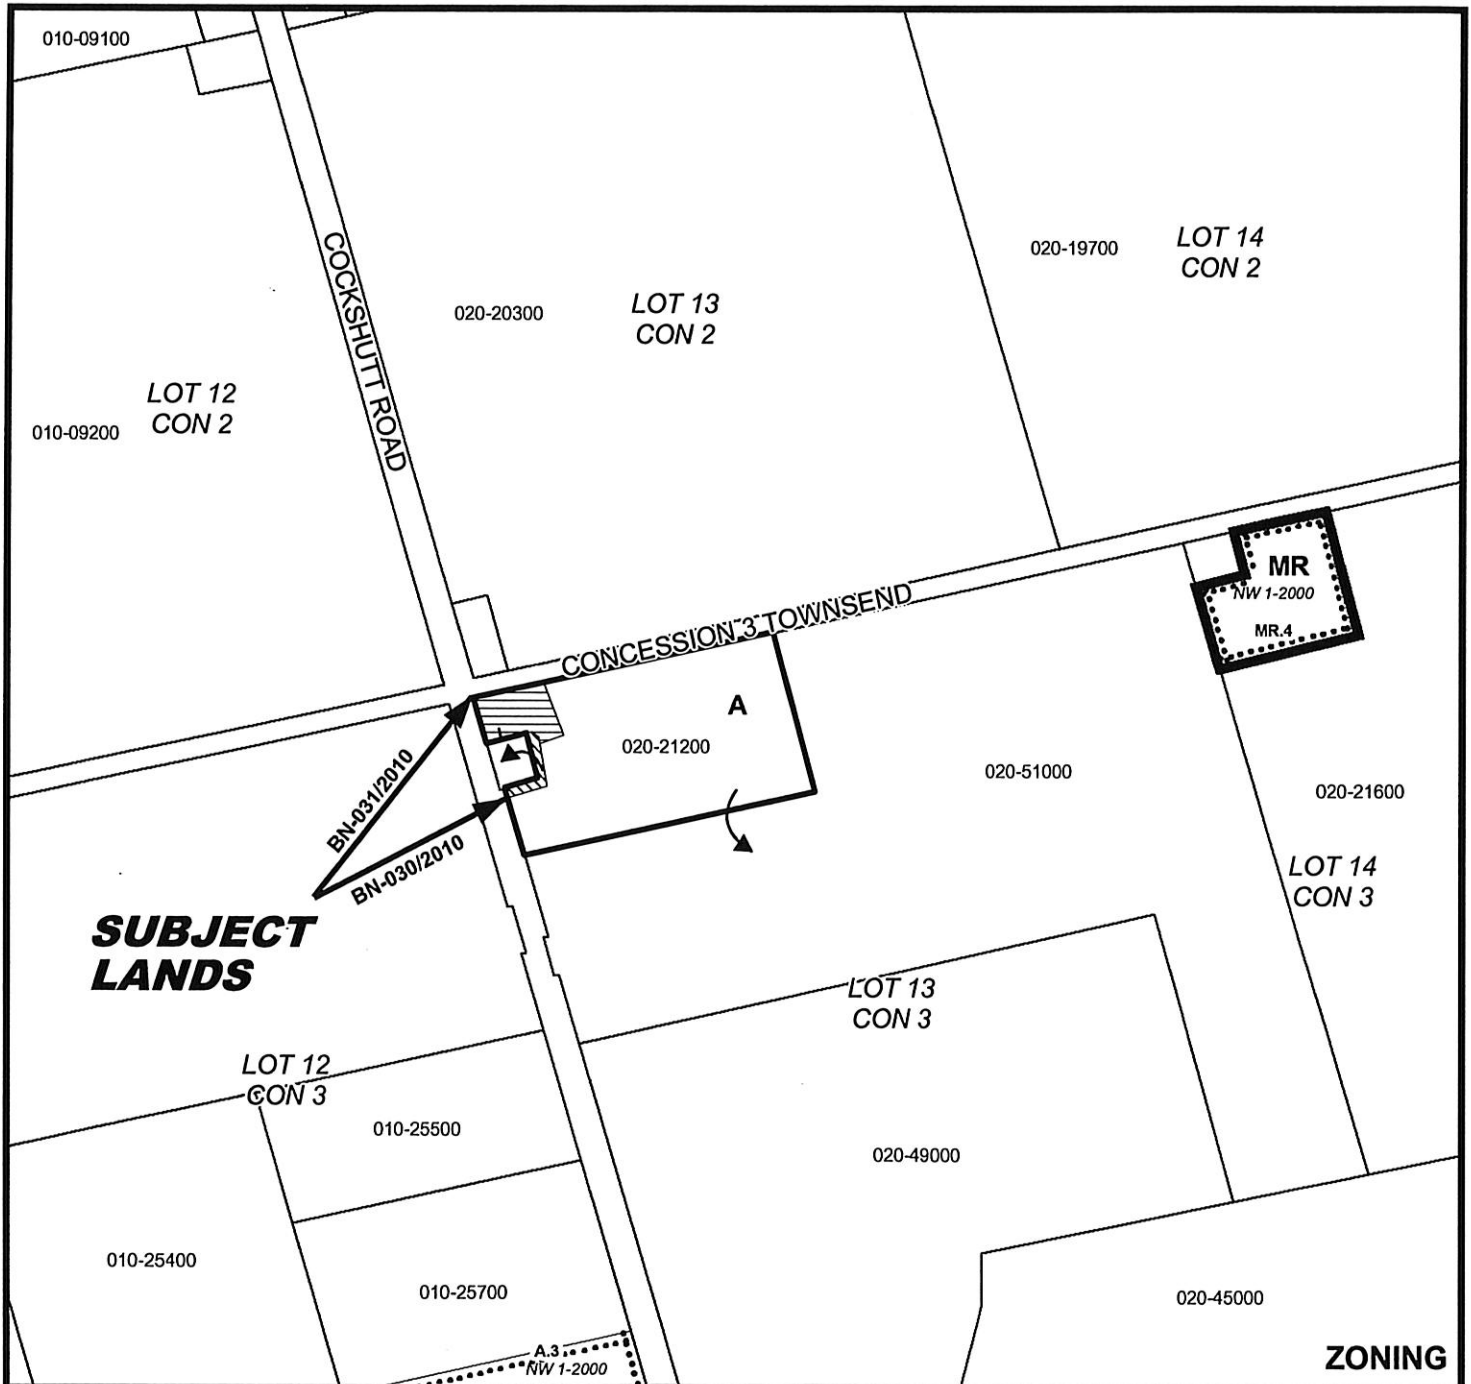 010-09100
COCKSHUTT ROAD
020-20300
LOT 13
CON 2
020-19700
LOT 14
CON 2
LOT 12
CON 2
010-09200
CONCESSION 3 TOWNSEND
MR
NW 1-2000
MR.4
A
020-21200
020-51000
020-21600
BN-031/2010
BN-030/2010
SUBJECT
LANDS
LOT 14
CON 3
LOT 13
CON 3
LOT 12
CON 3
010-25500
020-49000
010-25400
010-25700
020-45000
A.3
NW 1-2000
ZONING